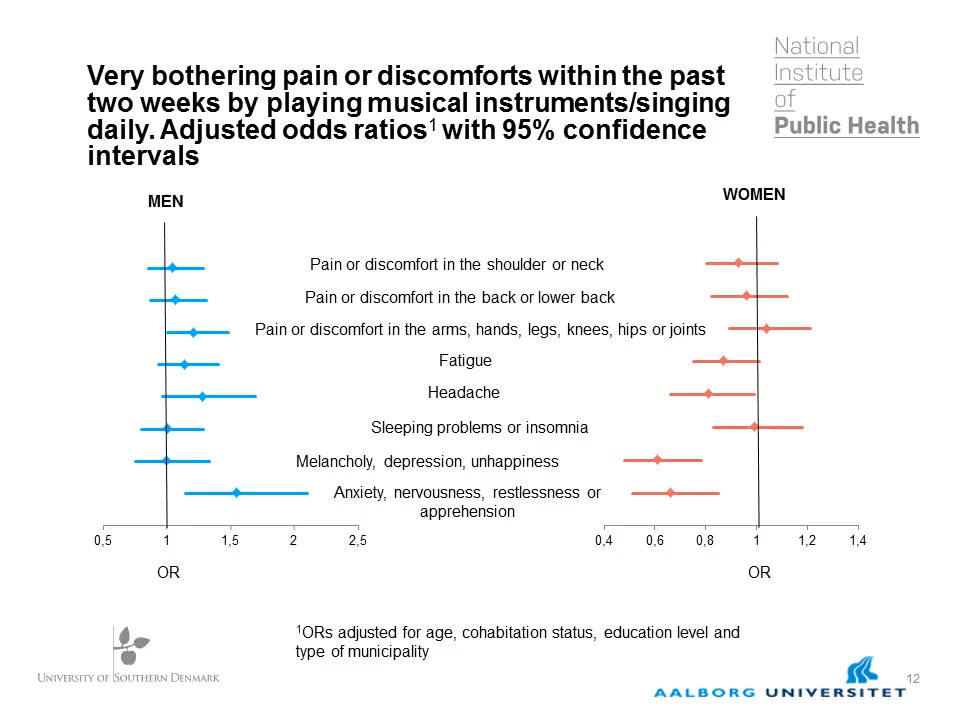 National
Institute
of
Public Health
Very bothering pain or discomforts within the past
two weeks by playing musical instruments/singing
daily. Adjusted odds ratios1 with 95% confidence
intervals
MEN
WOMEN
Pain or discomfort in the shoulder or neck
Pain or discomfort in the back or lower back
Pain or discomfort in the arms, hands, legs, knees, hips or joints
Fatigue
Headache
Sleeping problems or insomnia
Melancholy, depression, unhappiness
Anxiety, nervousness, restlessness or
apprehension
0,5 1 1,5 2 2,5
0,4 0,6 0,8 1 1,2 1,4
OR
OR
1ORs adjusted for age, cohabitation status, education level and
type of municipality
University of Southern Denmark
AALBORG UNIVERSITET
12